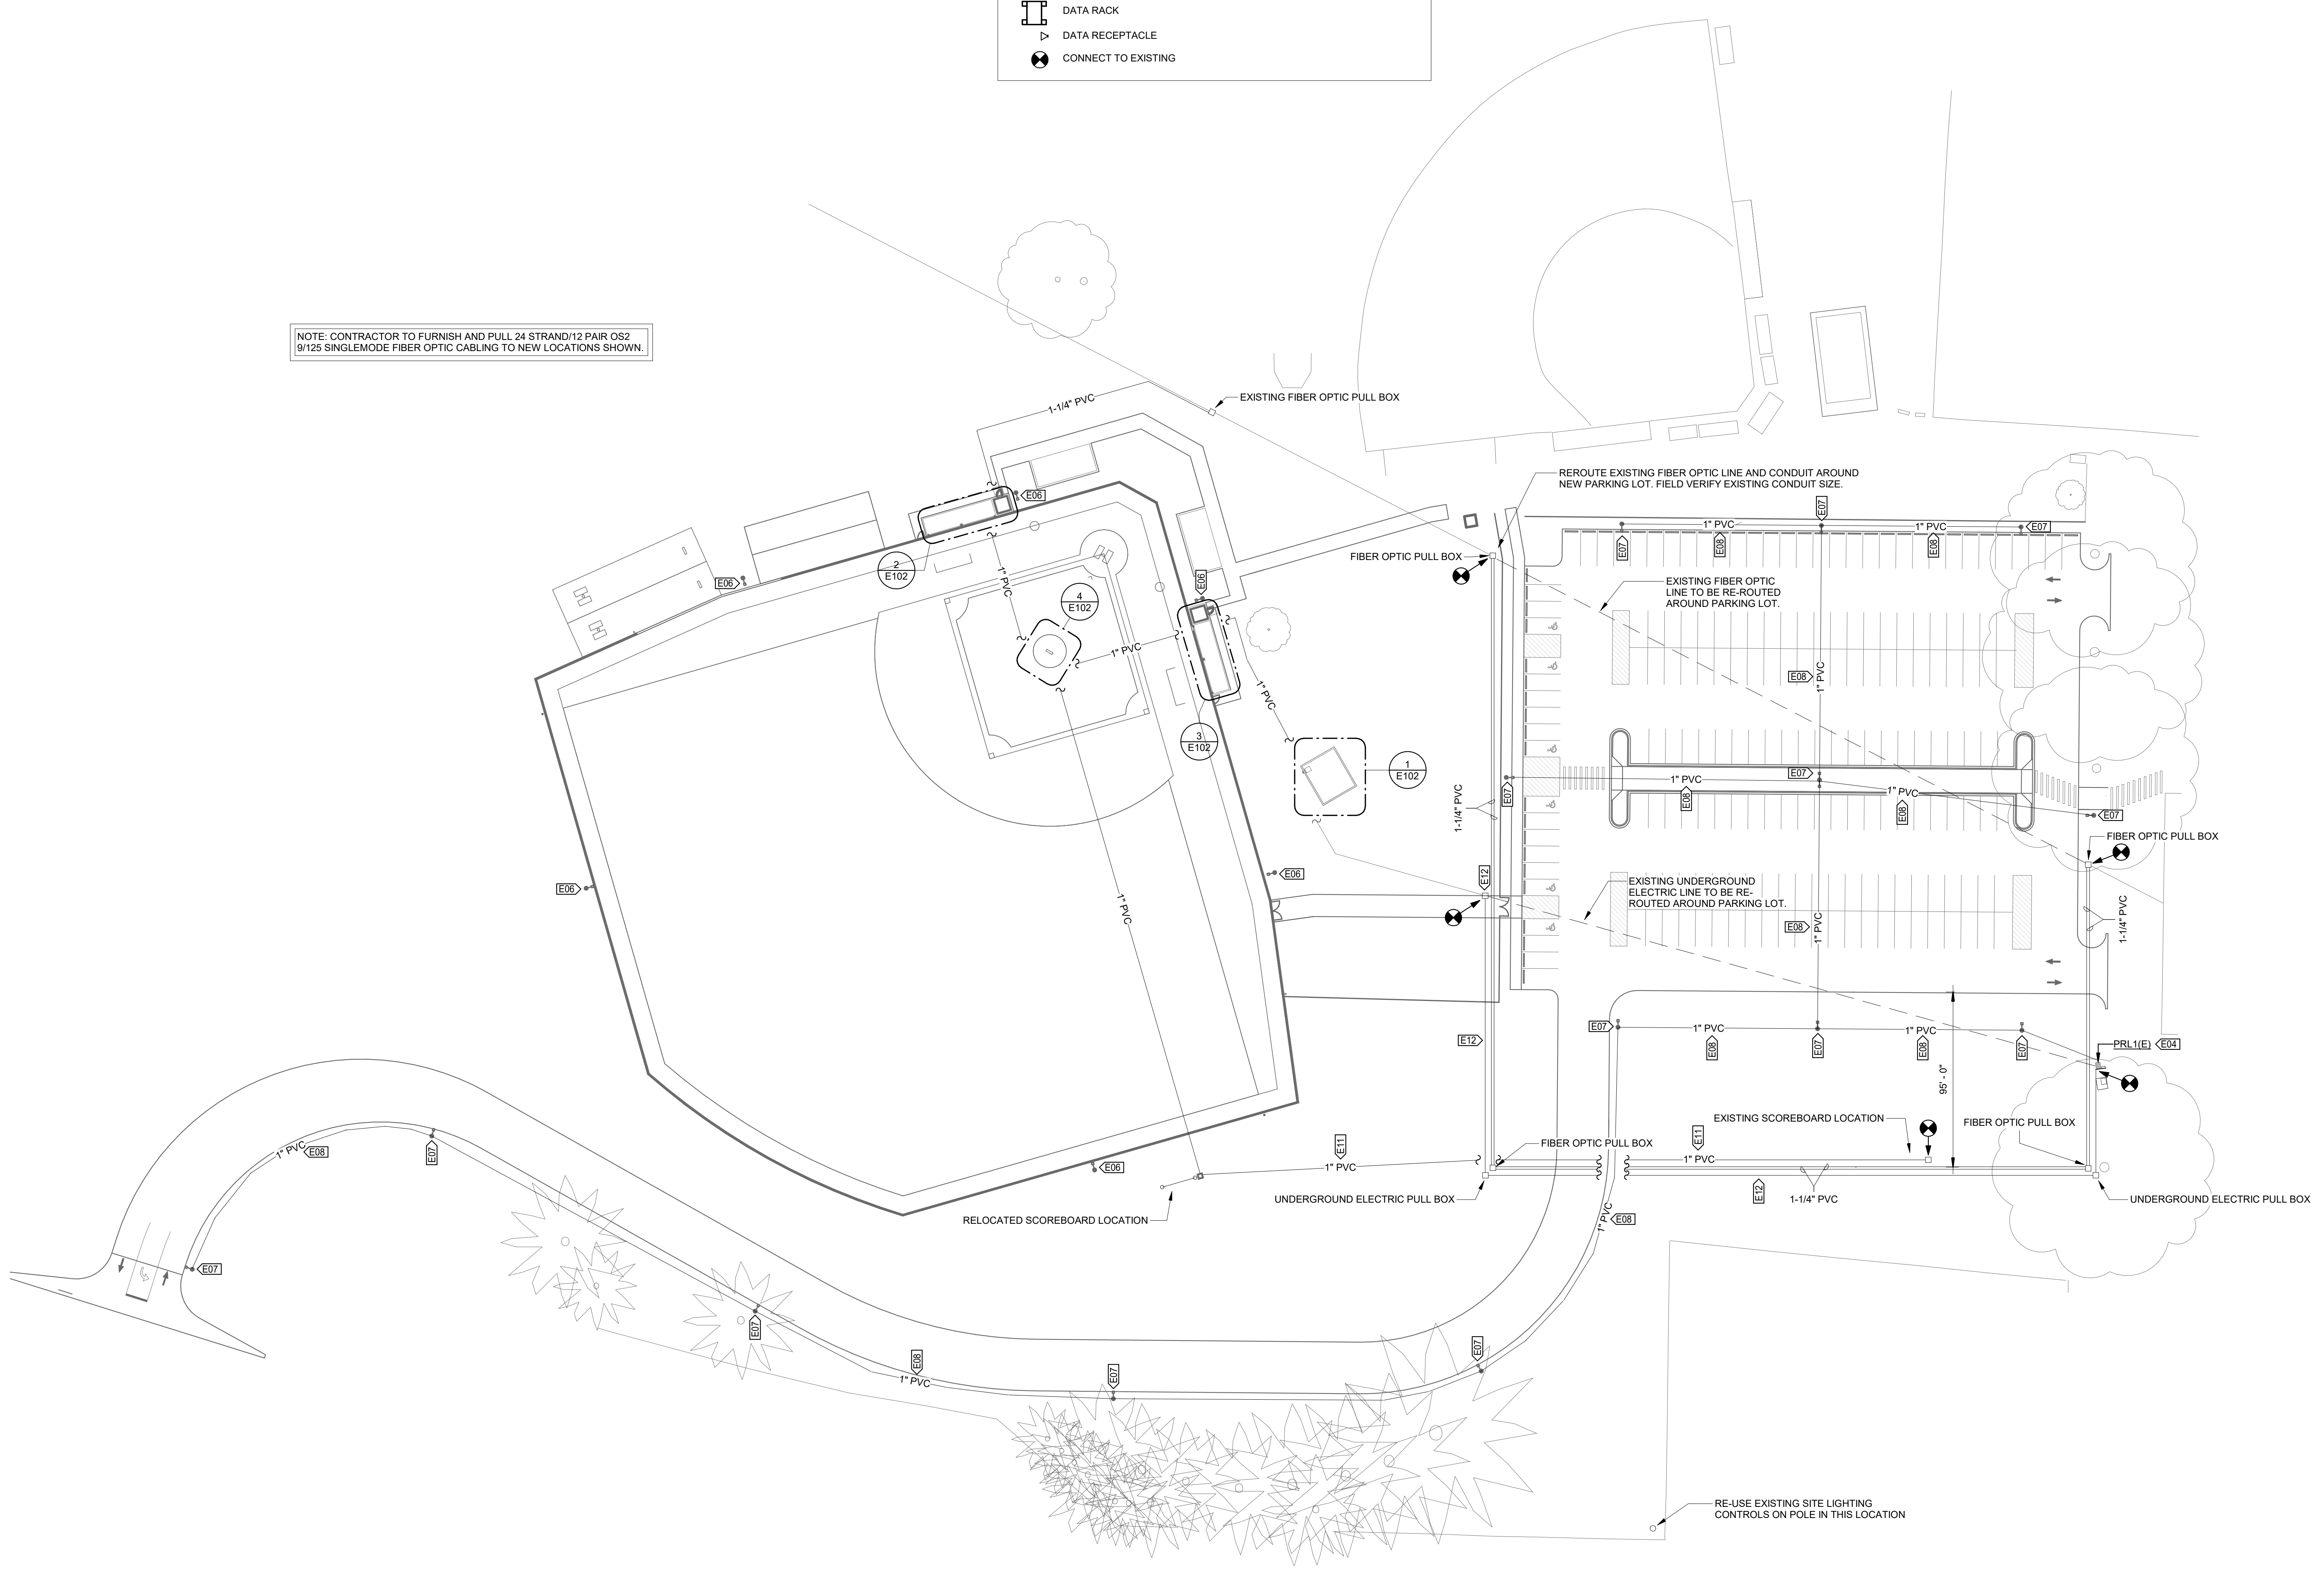 DATA RACK
DATA RECEPTACLE
CONNECT TO EXISTING
NOTE: CONTRACTOR TO FURNISH AND PULL 24 STRAND/12 PAIR OS2
9/125 SINGLEMODE FIBER OPTIC CABLING TO NEW LOCATIONS SHOWN.
1-1/4" PVC
EXISTING FIBER OPTIC PULL BOX
REROUTE EXISTING FIBER OPTIC LINE AND CONDUIT AROUND
NEW PARKING LOT. FIELD VERIFY EXISTING CONDUIT SIZE.
E06
E07
1" PVC
1" PVC
E07
E07
E08
E08
FIBER OPTIC PULL BOX
2
E102
E06
1" PVC
E06
EXISTING FIBER OPTIC
LINE TO BE RE-ROUTED
AROUND PARKING LOT.
4
E102
1" PVC
E08
1" PVC
1" PVC
3
E102
1
E102
E07
1" PVC
E07
E08
1" PVC
E08
E07
1-1/4" PVC
FIBER OPTIC PULL BOX
E06
E06
E12
EXISTING UNDERGROUND
ELECTRIC LINE TO BE RE-
ROUTED AROUND PARKING LOT.
1" PVC
E08
1" PVC
1-1/4" PVC
E12
E07
1" PVC
E08
E07
1" PVC
E08
E07
PRL1(E)
E04
95' - 0"
EXISTING SCOREBOARD LOCATION
FIBER OPTIC PULL BOX
FIBER OPTIC PULL BOX
E11
1" PVC
E11
1" PVC
1" PVC
E08
E07
E06
UNDERGROUND ELECTRIC PULL BOX
E12
1-1/4" PVC
UNDERGROUND ELECTRIC PULL BOX
RELOCATED SCOREBOARD LOCATION
1" PVC
E08
E07
E07
E08
1" PVC
E07
E07
RE-USE EXISTING SITE LIGHTING
CONTROLS ON POLE IN THIS LOCATION